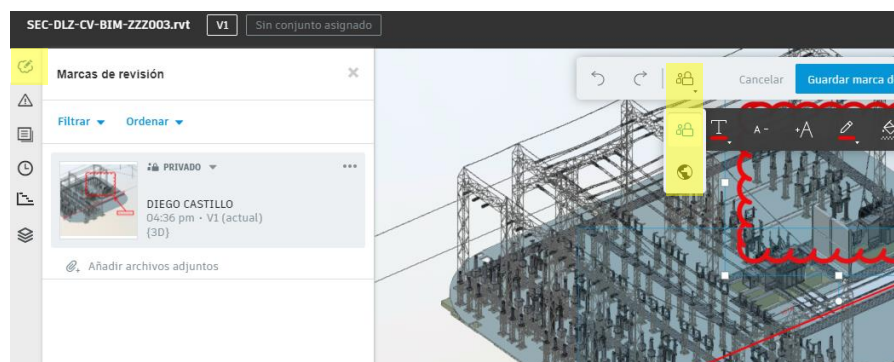 SEC-DLZ-CV-BIM-ZZZ003.rvt V1 Sin conjunto asignado
Marcas de revisión
Cancelar Guardar marca de
Filtrar Ordenar
T A- +A
PRIVADO
DIEGO CASTILLO
04:36 pm · V1 (actual)
{3D}
Añadir archivos adjuntos